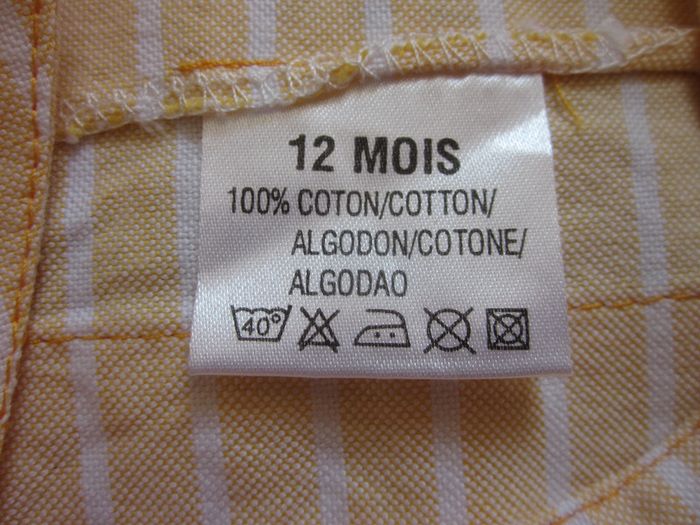 12 MOIS
100% COTON/COTTON/
ALGODON/COTONE/
ALGODAO
40°